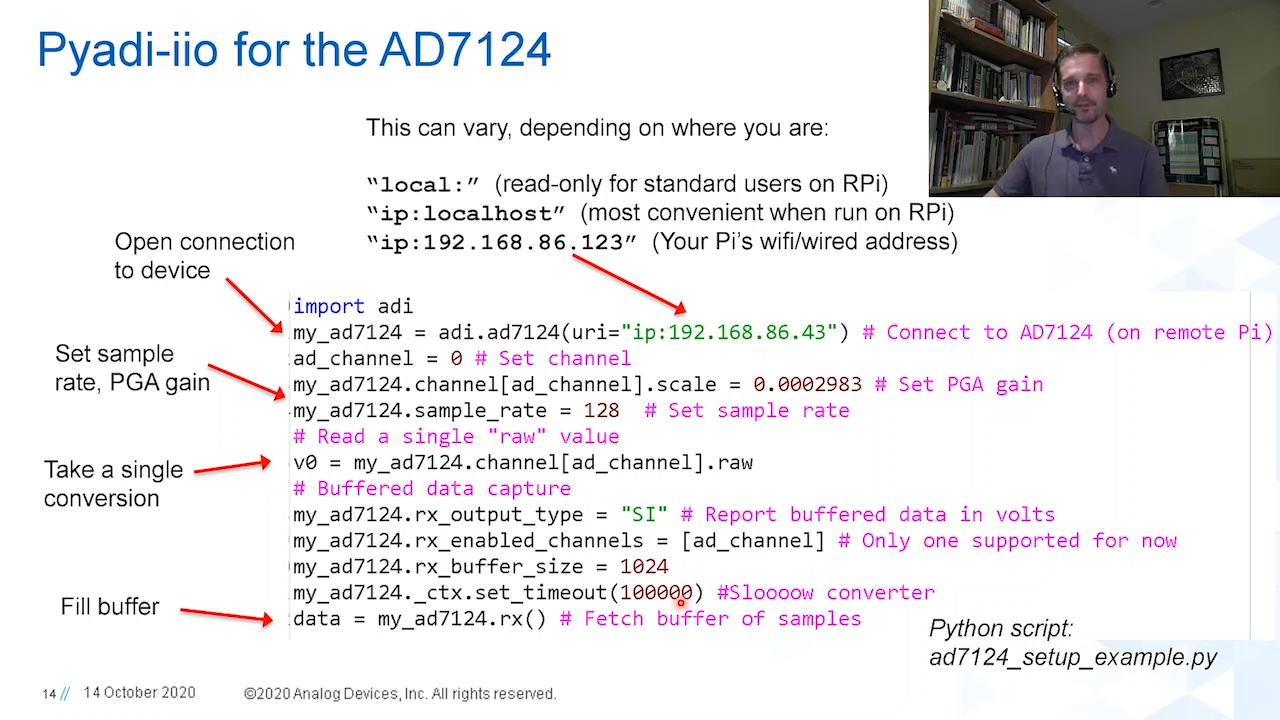 Pyadi-iio for the AD7124
This can vary, depending on where you are:
“local:” (read-only for standard users on RPi)
“ip:localhost” (most convenient when run on RPi)
“ip:192.168.86.123” (Your Pi’s wifi/wired address)
Open connection
to device
Set sample
rate, PGA gain
Take a single
conversion
Fill buffer
import adi
my_ad7124 = adi.ad7124(uri="ip:192.168.86.43") # Connect to AD7124 (on remote Pi)
ad_channel = 0 # Set channel
my_ad7124.channel[ad_channel].scale = 0.0002983 # Set PGA gain
my_ad7124.sample_rate = 128 # Set sample rate
# Read a single "raw" value
v0 = my_ad7124.channel[ad_channel].raw
# Buffered data capture
my_ad7124.rx_output_type = "SI" # Report buffered data in volts
my_ad7124.rx_enabled_channels = [ad_channel] # Only one supported for now
my_ad7124.rx_buffer_size = 1024
my_ad7124._ctx.set_timeout(100000) #Sloooow converter
data = my_ad7124.rx() # Fetch buffer of samples
Python script:
ad7124_setup_example.py
14 // 14 October 2020 ©2020 Analog Devices, Inc. All rights reserved.